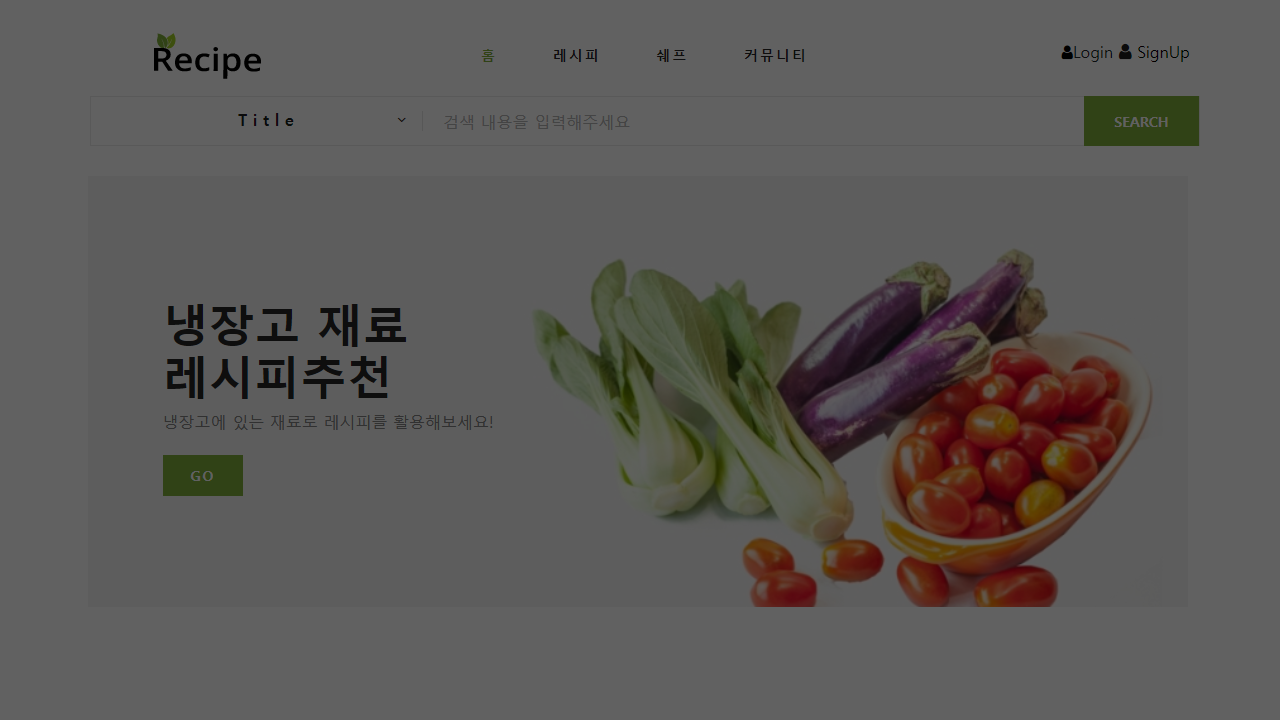 Recipe
홈 레시피 쉐프 커뮤니티
Login SignUp
Title 검색 내용을 입력해주세요 SEARCH
냉장고 재료
레시피추천
냉장고에 있는 재료로 레시피를 활용해보세요!
GO